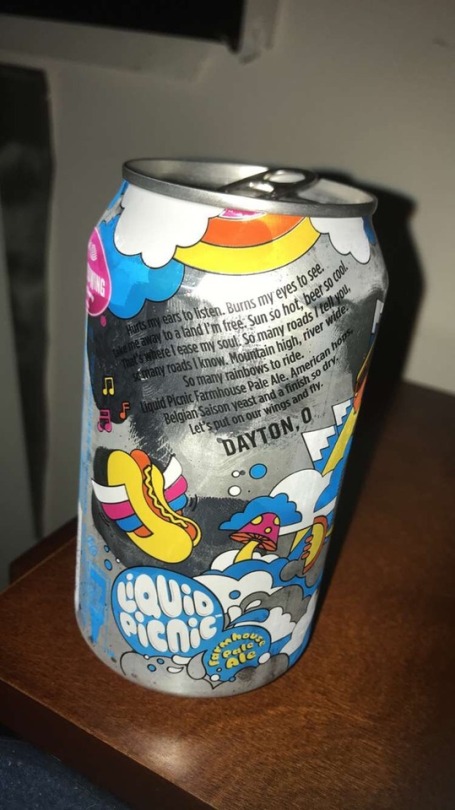 WING
Hurts my ears to listen. Burns my eyes to see.
take me away to a land I'm free. Sun so hot, beer so cool.
That's where I ease my soul. So many roads I tell you,
so many roads I know. Mountain high, river wide.
So many rainbows to ride.
Liquid Picnic Farmhouse Pale Ale. American hops,
Belgian Saison yeast and a finish so dry.
Let's put on our wings and fly.
DAYTON, O
LiQUiD
PiCNiC
Farmhouse
Pale
Ale